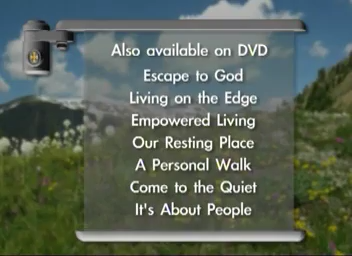 Also available on DVD
Escape to God
Living on the Edge
Empowered Living
Our Resting Place
A Personal Walk
Come to the Quiet
It's About People